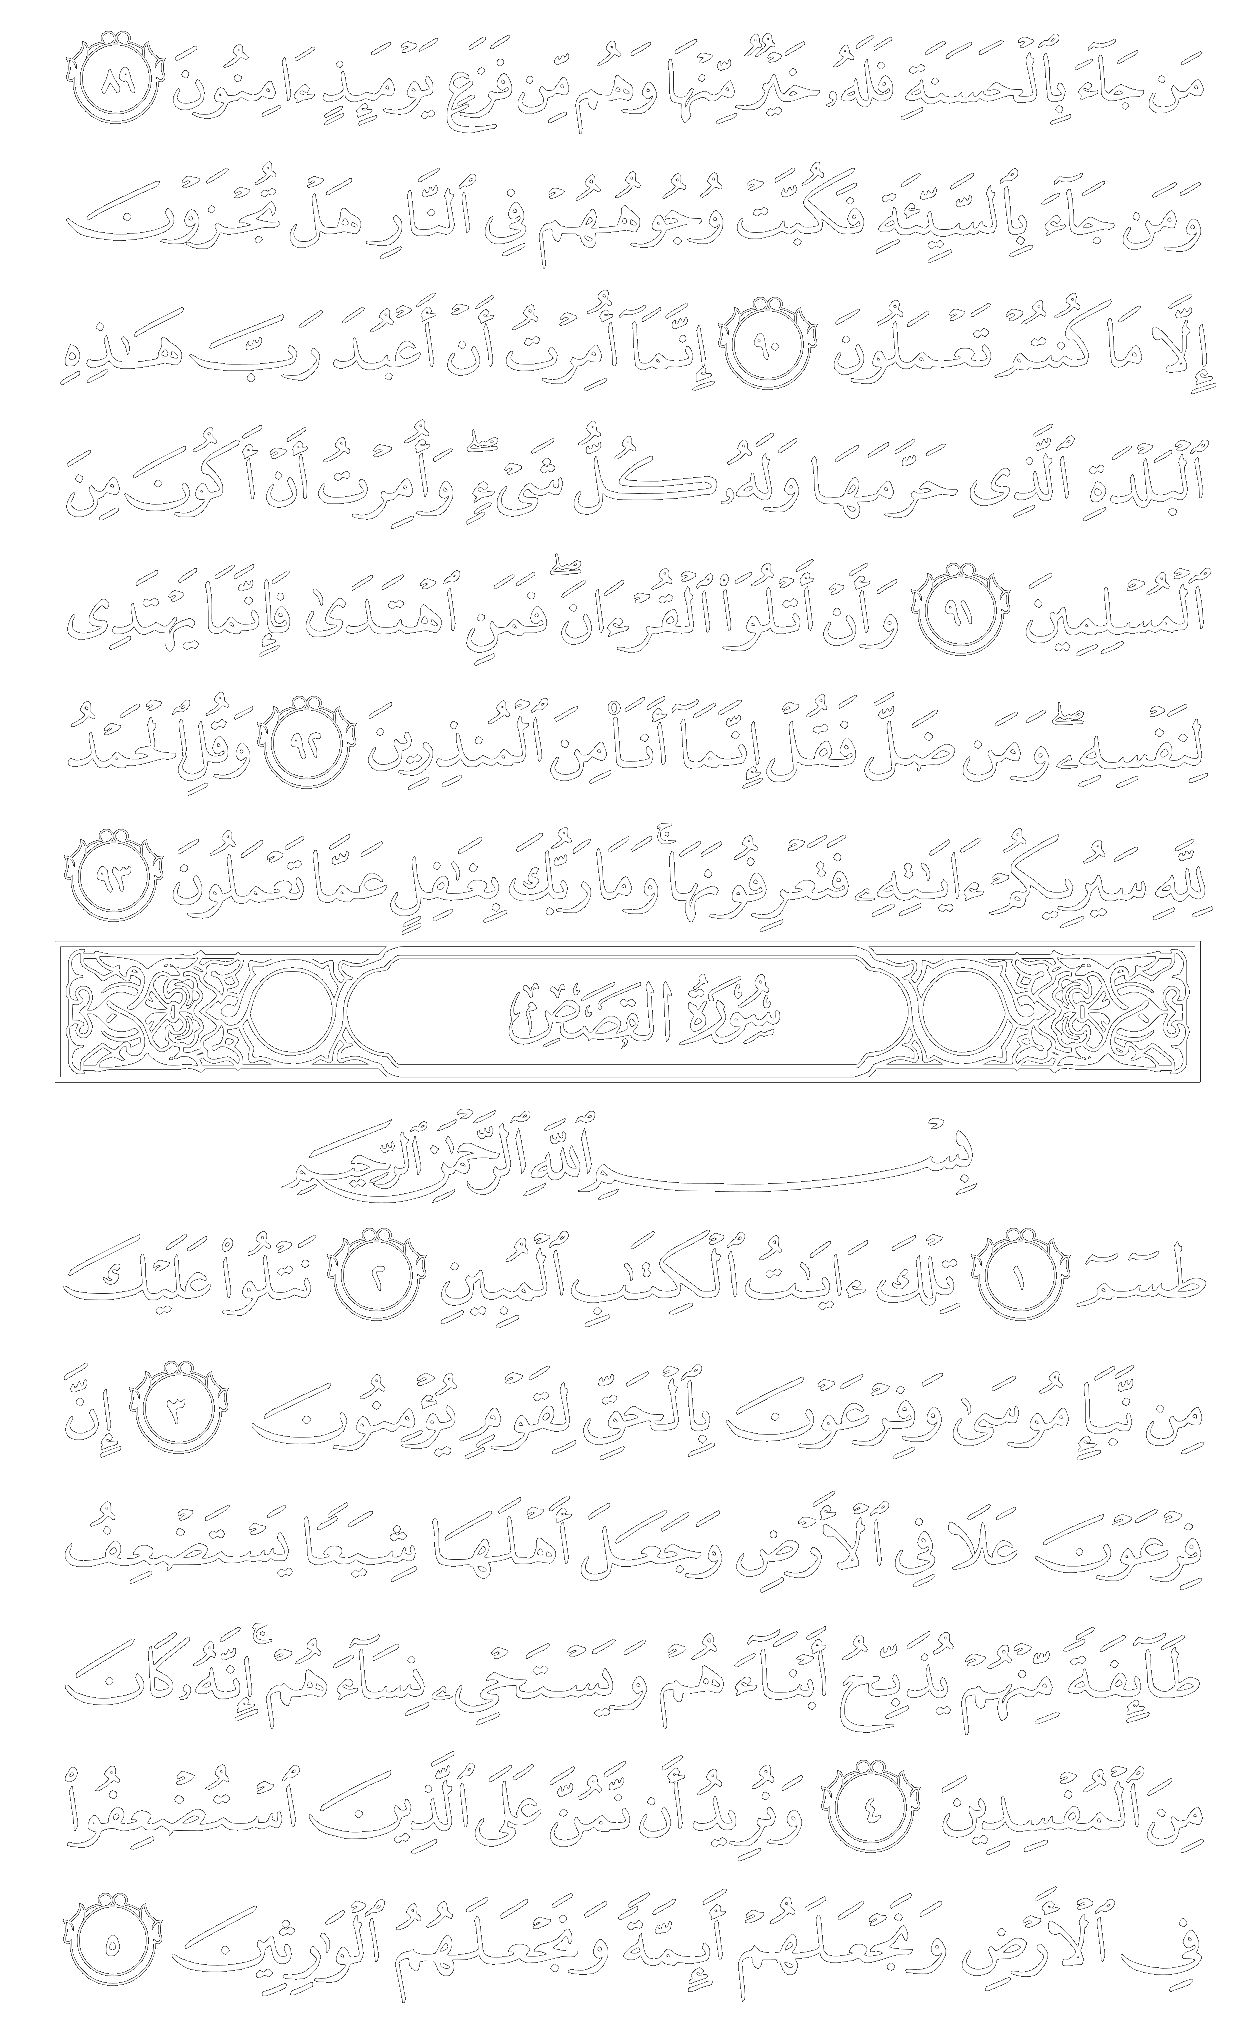 مَن جَآءَ بِٱلْحَسَنَةِ فَلَهُۥ خَيْرٌ مِّنْهَا وَهُم مِّن فَزَعٍ يَوْمَئِذٍ ءَامِنُونَ ٨٩
وَمَن جَآءَ بِٱلسَّيِّئَةِ فَكُبَّتْ وُجُوهُهُمْ فِى ٱلنَّارِ هَلْ تُجْزَوْنَ
إِلَّا مَا كُنتُمْ تَعْمَلُونَ ٩٠ إِنَّمَآ أُمِرْتُ أَنْ أَعْبُدَ رَبَّ هَـٰذِهِ
ٱلْبَلْدَةِ ٱلَّذِى حَرَّمَهَا وَلَهُۥ كُلُّ شَىْءٍ ۖ وَأُمِرْتُ أَنْ أَكُونَ مِنَ
ٱلْمُسْلِمِينَ ٩١ وَأَنْ أَتْلُوَا۟ ٱلْقُرْءَانَ ۖ فَمَنِ ٱهْتَدَىٰ فَإِنَّمَا يَهْتَدِى
لِنَفْسِهِۦ ۖ وَمَن ضَلَّ فَقُلْ إِنَّمَآ أَنَا۠ مِنَ ٱلْمُنذِرِينَ ٩٢ وَقُلِ ٱلْحَمْدُ
لِلَّهِ سَيُرِيكُمْ ءَايَـٰتِهِۦ فَتَعْرِفُونَهَا ۚ وَمَا رَبُّكَ بِغَـٰفِلٍ عَمَّا تَعْمَلُونَ ٩٣
سُورَةُ القَصَصِ
بِسْمِ ٱللَّهِ ٱلرَّحْمَـٰنِ ٱلرَّحِيمِ
طسٓمٓ ١ تِلْكَ ءَايَـٰتُ ٱلْكِتَـٰبِ ٱلْمُبِينِ ٢ نَتْلُوا۟ عَلَيْكَ
مِن نَّبَإِ مُوسَىٰ وَفِرْعَوْنَ بِٱلْحَقِّ لِقَوْمٍ يُؤْمِنُونَ ٣ إِنَّ
فِرْعَوْنَ عَلَا فِى ٱلْأَرْضِ وَجَعَلَ أَهْلَهَا شِيَعًا يَسْتَضْعِفُ
طَآئِفَةً مِّنْهُمْ يُذَبِّحُ أَبْنَآءَهُمْ وَيَسْتَحْىِۦ نِسَآءَهُمْ ۚ إِنَّهُۥ كَانَ
مِنَ ٱلْمُفْسِدِينَ ٤ وَنُرِيدُ أَن نَّمُنَّ عَلَى ٱلَّذِينَ ٱسْتُضْعِفُوا۟
فِى ٱلْأَرْضِ وَنَجْعَلَهُمْ أَئِمَّةً وَنَجْعَلَهُمُ ٱلْوَٰرِثِينَ ٥